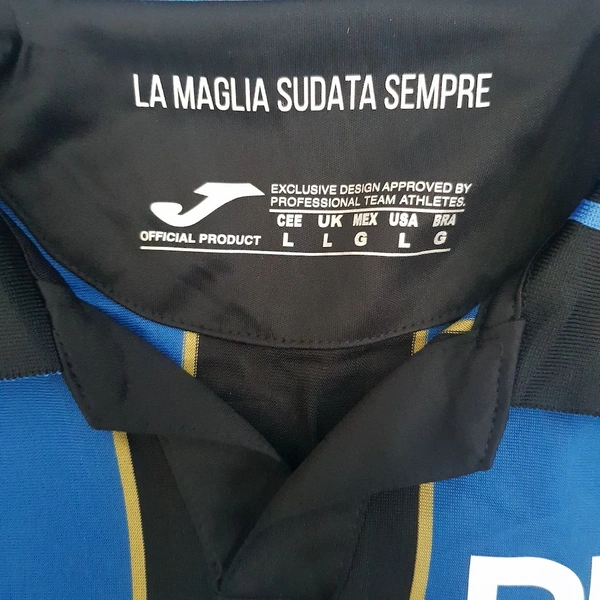 LA MAGLIA SUDATA SEMPRE
EXCLUSIVE DESIGN APPROVED BY
PROFESSIONAL TEAM ATHLETES.
CEE UK MEX USA BRA
OFFICIAL PRODUCT L L G L G